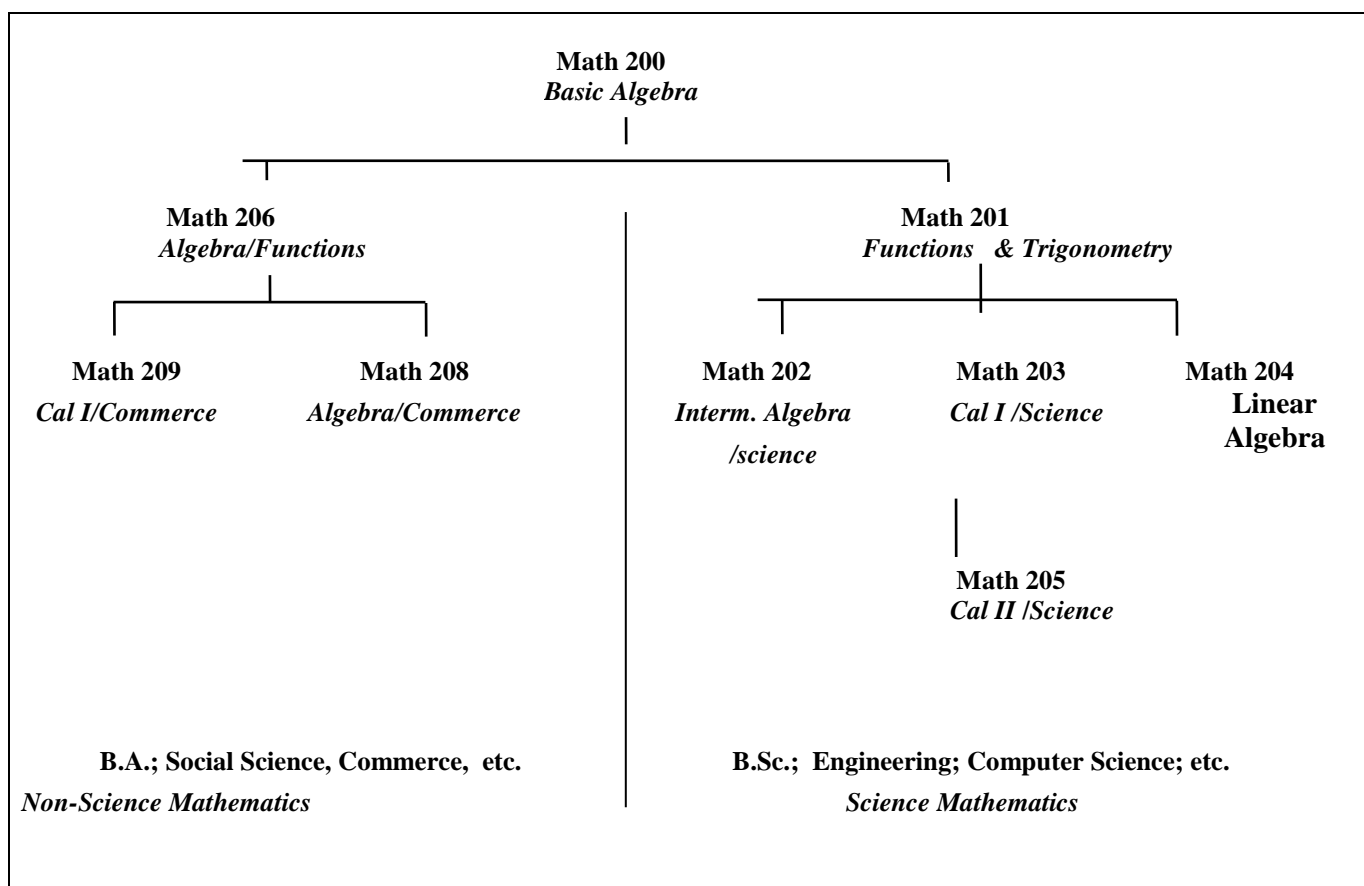 Math 200
Basic Algebra
Math 206
Algebra/Functions
Math 201
Functions & Trigonometry
Math 209
Cal I/Commerce
Math 208
Algebra/Commerce
Math 202
Interm. Algebra
/science
Math 203
Cal I /Science
Math 204
Linear
Algebra
Math 205
Cal II /Science
B.A.; Social Science, Commerce, etc.
Non-Science Mathematics
B.Sc.; Engineering; Computer Science; etc.
Science Mathematics